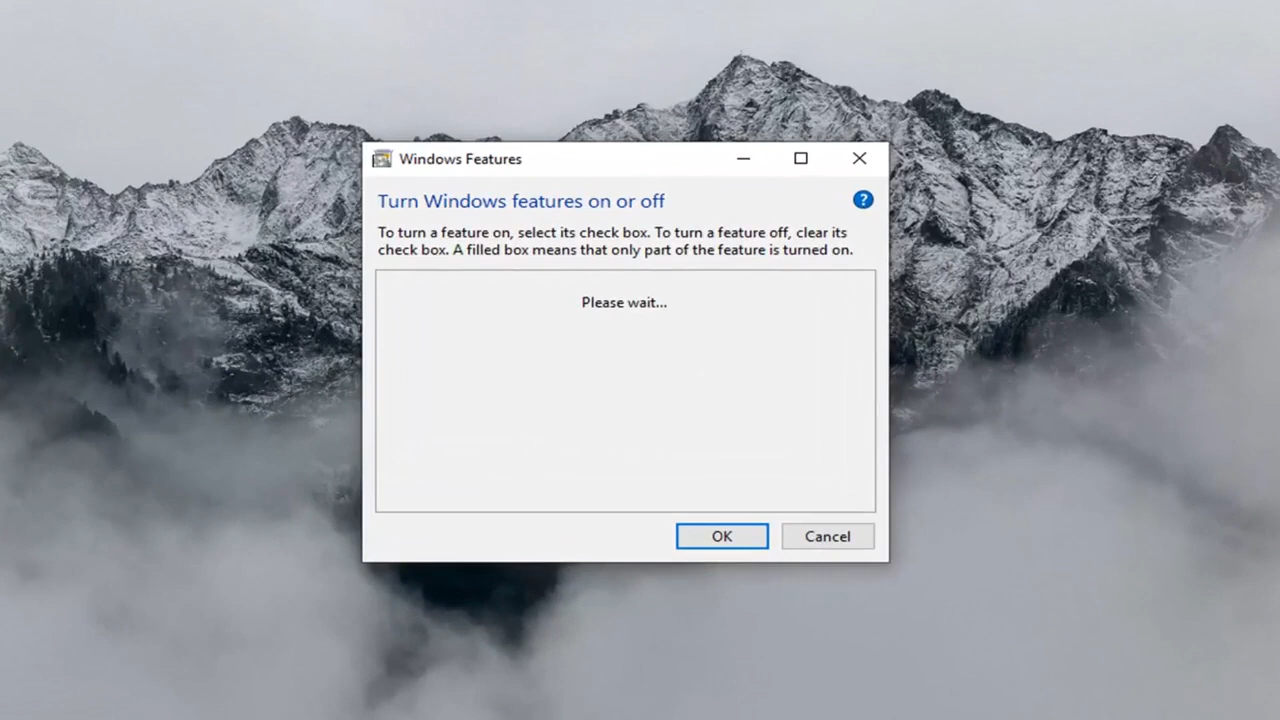 Windows Features
Turn Windows features on or off
?
To turn a feature on, select its check box. To turn a feature off, clear its
check box. A filled box means that only part of the feature is turned on.
Please wait...
OK
Cancel